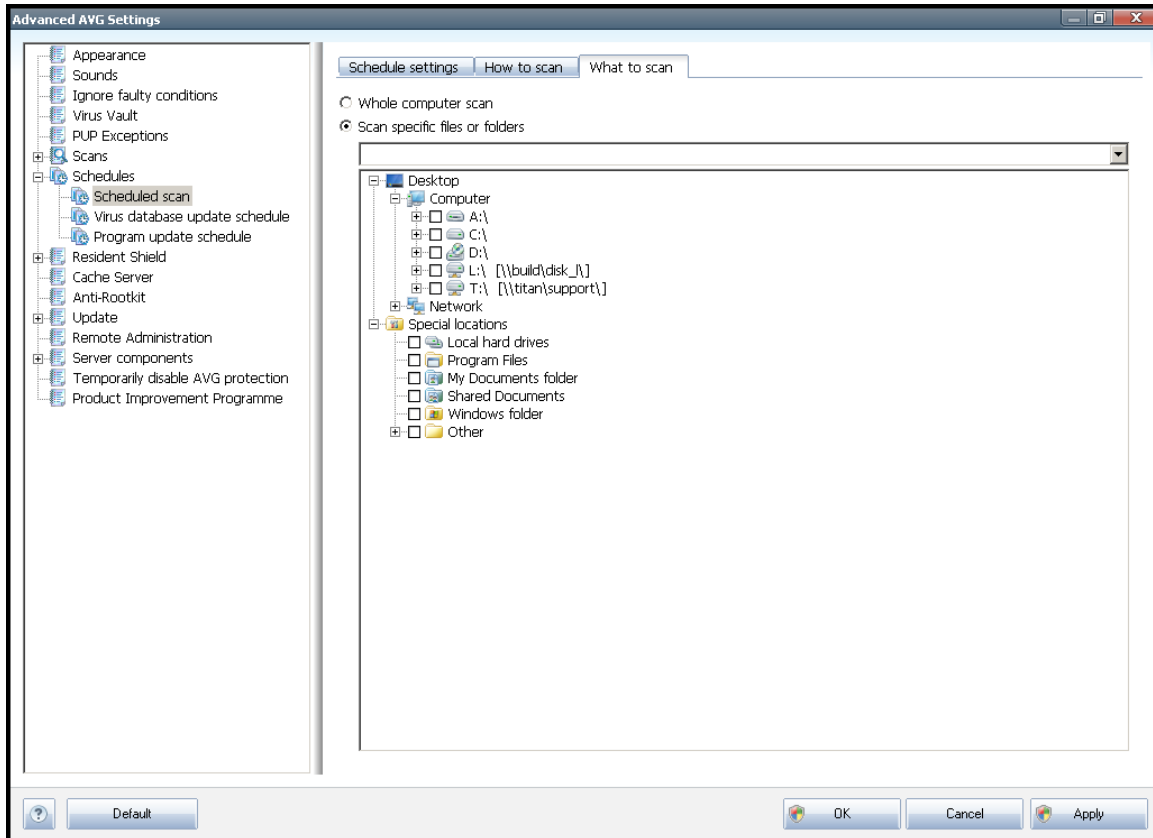 Advanced AVG Settings
Appearance
Sounds
Ignore faulty conditions
Virus Vault
PUP Exceptions
Scans
Schedules
Scheduled scan
Virus database update schedule
Program update schedule
Resident Shield
Cache Server
Anti-Rootkit
Update
Remote Administration
Server components
Temporarily disable AVG protection
Product Improvement Programme
Schedule settings
How to scan
What to scan
Whole computer scan
Scan specific files or folders
Desktop
Computer
A:\
C:\
D:\
L:\ [\\build\disk_l\]
T:\ [\\titan\support\]
Network
Special locations
Local hard drives
Program Files
My Documents folder
Shared Documents
Windows folder
Other
?
Default
OK
Cancel
Apply